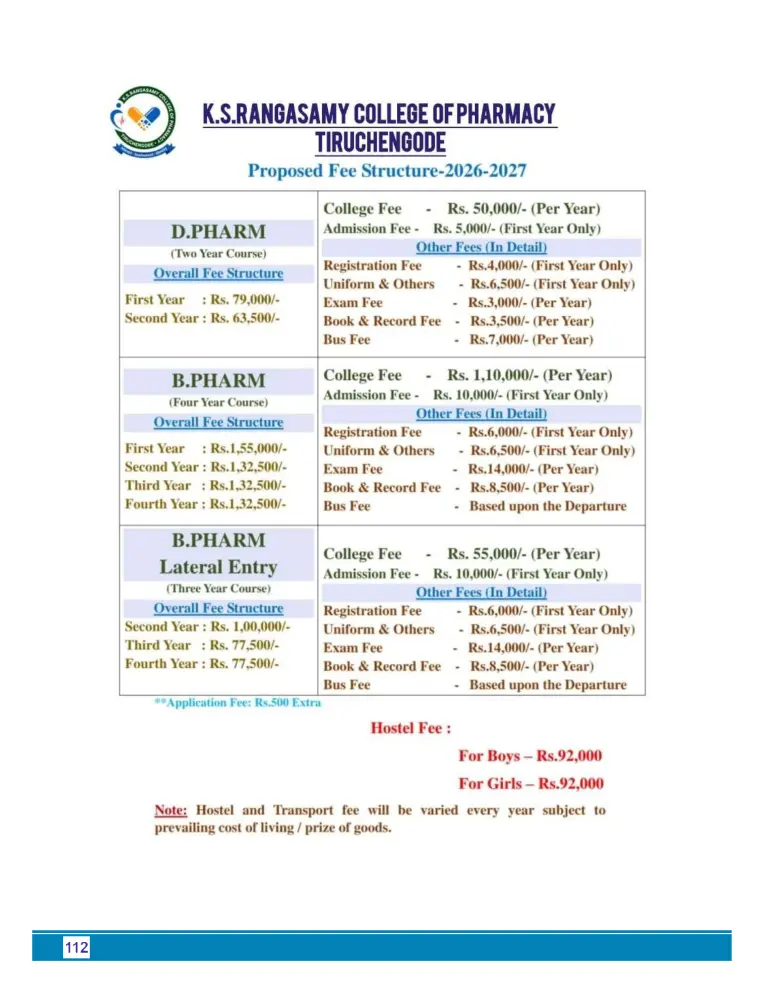 K.S.RANGASAMY COLLEGE OF PHARMACY
TIRUCHENGODE
K.S.RANGASAMY COLLEGE OF PHARMACY
TIRUCHENGODE
Proposed Fee Structure-2026-2027
D.PHARM
(Two Year Course)
Overall Fee Structure
First Year : Rs. 79,000/-
Second Year : Rs. 63,500/-
College Fee - Rs. 50,000/- (Per Year)
Admission Fee - Rs. 5,000/- (First Year Only)
Other Fees (In Detail)
Registration Fee - Rs.4,000/- (First Year Only)
Uniform & Others - Rs.6,500/- (First Year Only)
Exam Fee - Rs.3,000/- (Per Year)
Book & Record Fee - Rs.3,500/- (Per Year)
Bus Fee - Rs.7,000/- (Per Year)
B.PHARM
(Four Year Course)
Overall Fee Structure
First Year : Rs.1,55,000/-
Second Year : Rs.1,32,500/-
Third Year : Rs.1,32,500/-
Fourth Year : Rs.1,32,500/-
College Fee - Rs. 1,10,000/- (Per Year)
Admission Fee - Rs. 10,000/- (First Year Only)
Other Fees (In Detail)
Registration Fee - Rs.6,000/- (First Year Only)
Uniform & Others - Rs.6,500/- (First Year Only)
Exam Fee - Rs.14,000/- (Per Year)
Book & Record Fee - Rs.8,500/- (Per Year)
Bus Fee - Based upon the Departure
B.PHARM
Lateral Entry
(Three Year Course)
Overall Fee Structure
Second Year : Rs. 1,00,000/-
Third Year : Rs. 77,500/-
Fourth Year : Rs. 77,500/-
College Fee - Rs. 55,000/- (Per Year)
Admission Fee - Rs. 10,000/- (First Year Only)
Other Fees (In Detail)
Registration Fee - Rs.6,000/- (First Year Only)
Uniform & Others - Rs.6,500/- (First Year Only)
Exam Fee - Rs.14,000/- (Per Year)
Book & Record Fee - Rs.8,500/- (Per Year)
Bus Fee - Based upon the Departure
**Application Fee: Rs.500 Extra
Hostel Fee :
For Boys – Rs.92,000
For Girls – Rs.92,000
Note: Hostel and Transport fee will be varied every year subject to
prevailing cost of living / prize of goods.
112